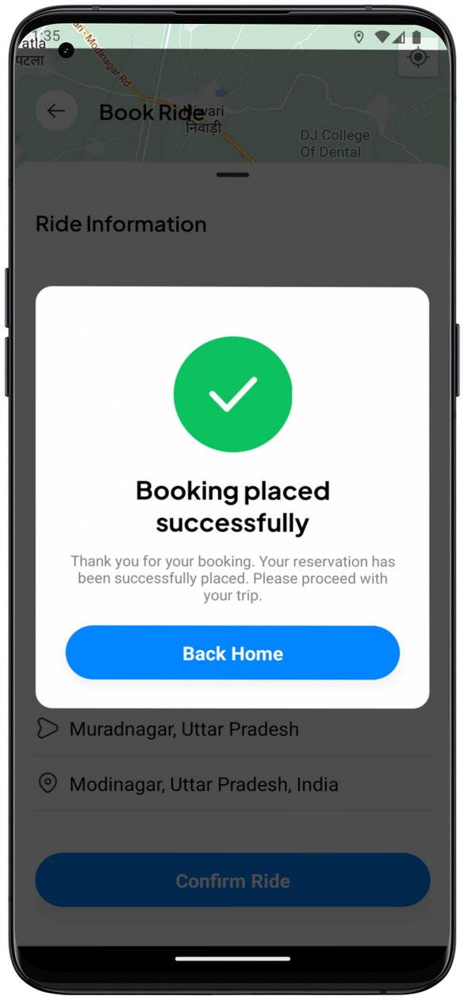 1:35
atla
पटला
ari - Modinagar Rd
Book Ride
Niwari
निवाड़ी
DJ College
Of Dental
Ride Information
Booking placed
successfully
Thank you for your booking. Your reservation has
been successfully placed. Please proceed with
your trip.
Back Home
Muradnagar, Uttar Pradesh
Modinagar, Uttar Pradesh, India
Confirm Ride